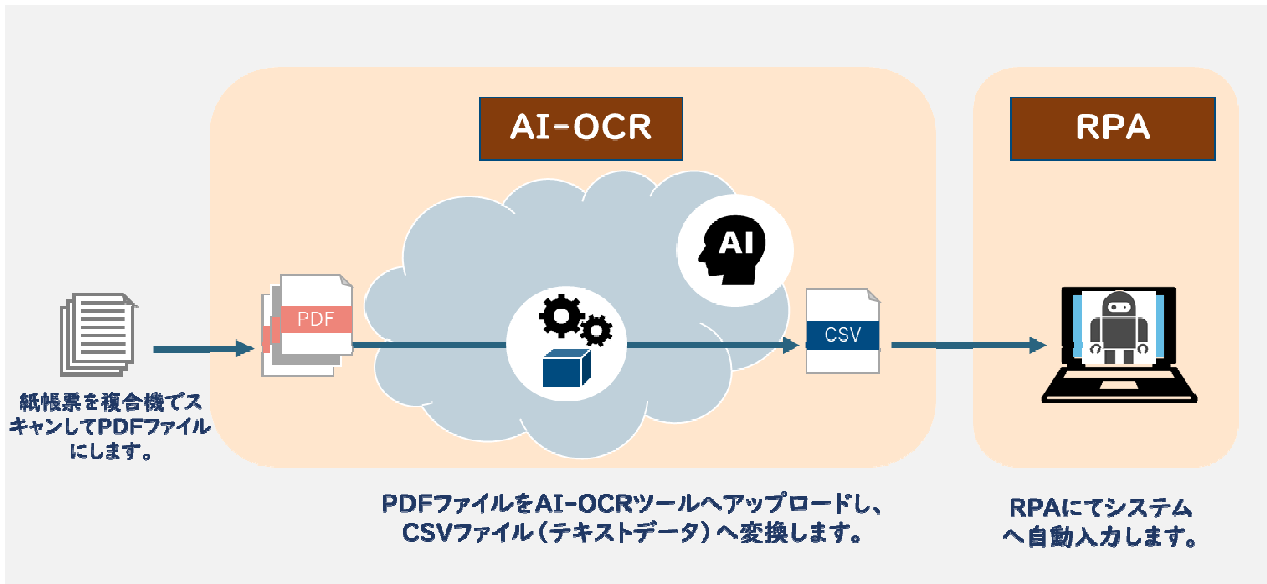 AI-OCR
RPA
AI
PDF
CSV
紙帳票を複合機でス
キャンしてPDFファイル
にします。
PDFファイルをAI-OCRツールへアップロードし、
CSVファイル（テキストデータ）へ変換します。
RPAにてシステム
へ自動入力します。